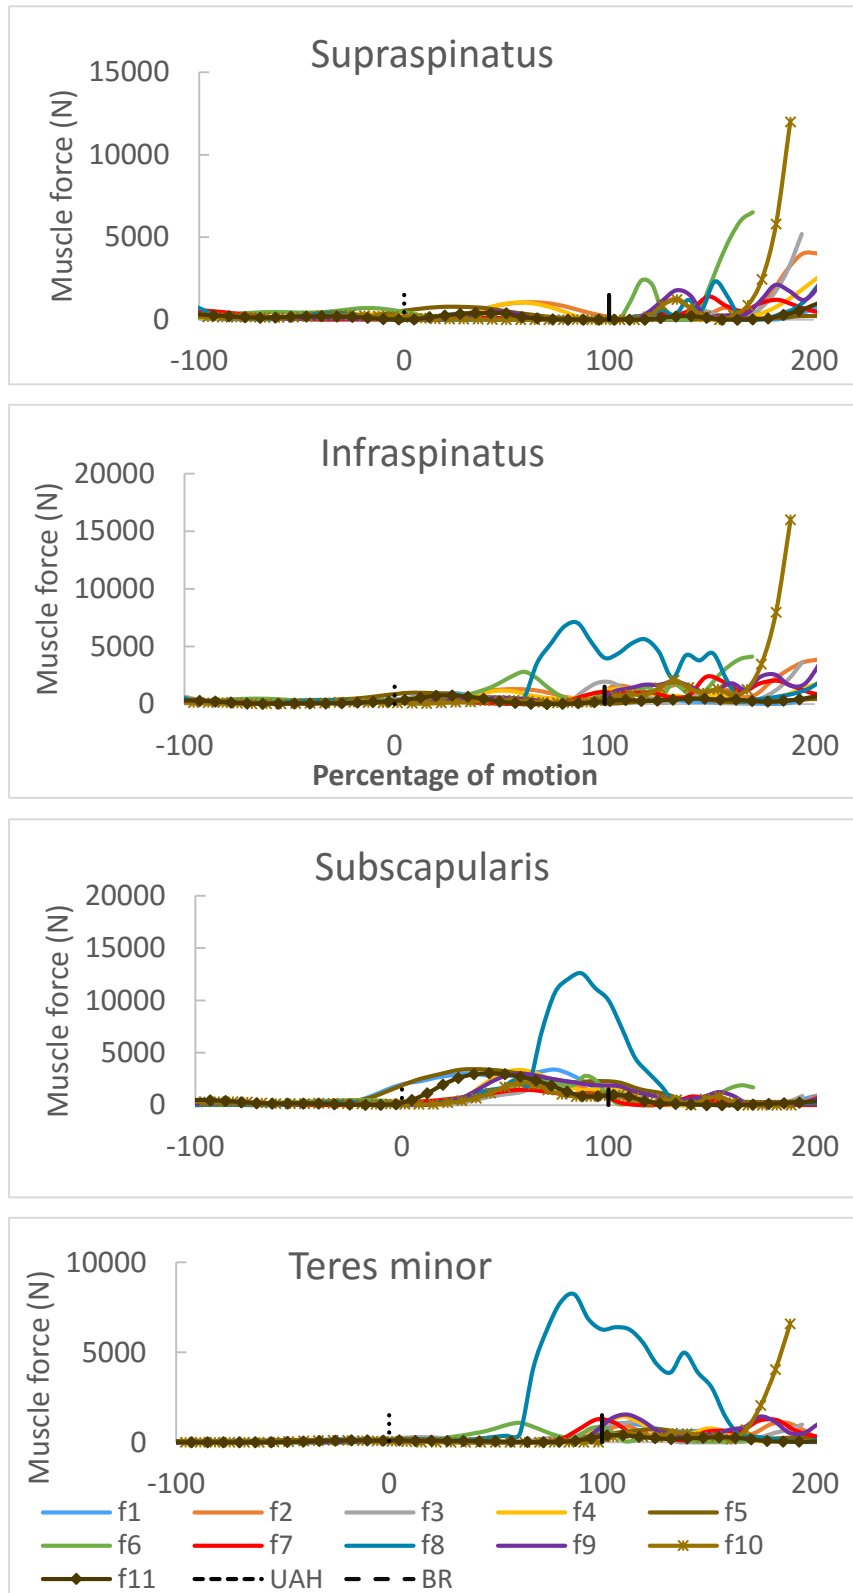 Supraspinatus
Muscle force (N)
15000
10000
5000
0
-100 0 100 200
Infraspinatus
Muscle force (N)
20000
15000
10000
5000
0
-100 0 100 200
Percentage of motion
Subscapularis
Muscle force (N)
20000
15000
10000
5000
0
-100 0 100 200
Teres minor
Muscle force (N)
10000
5000
0
-100 0 100 200
f1 f2 f3 f4 f5
f6 f7 f8 f9 f10
f11 UAH BR